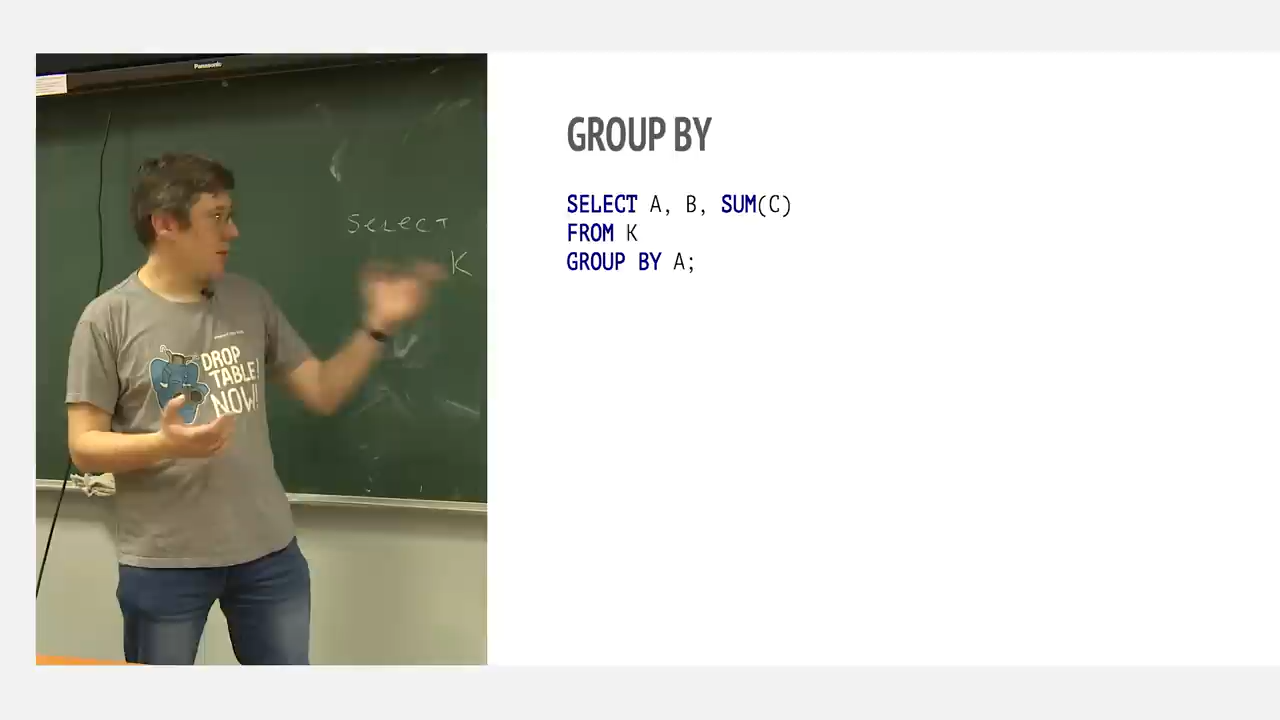 Panasonic
Select
K
DROP
TABLE!
NOW!
GROUP BY
SELECT A, B, SUM(C)
FROM K
GROUP BY A;